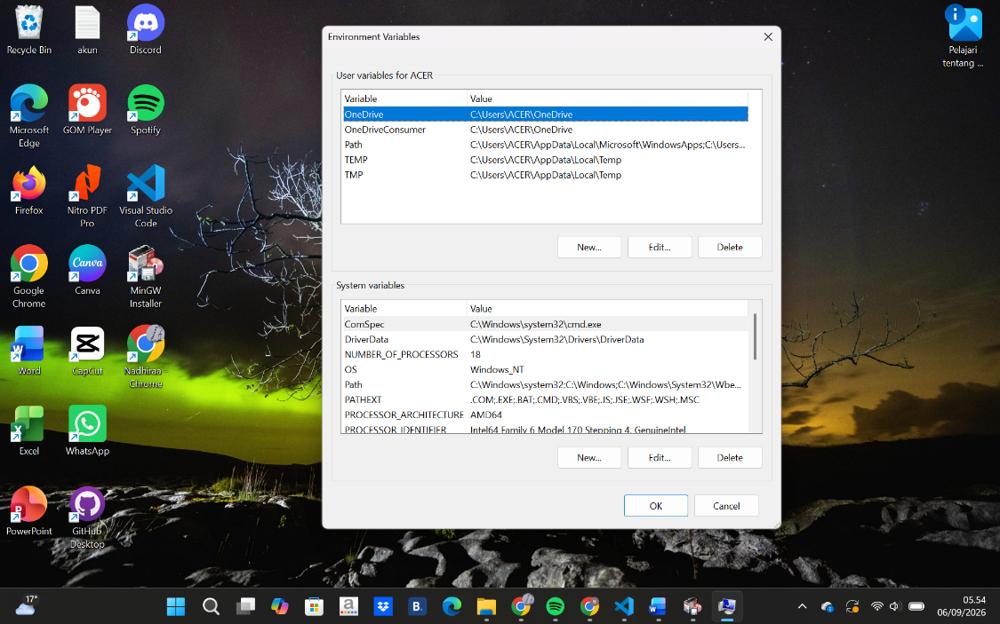 Recycle Bin
akun
Discord
Microsoft
Edge
GOM Player
Spotify
Firefox
Nitro PDF
Pro
Visual Studio
Code
Google
Chrome
Canva
Canva
MinGW
Installer
Word
CapCut
Nadhiraa -
Chrome
Excel
WhatsApp
PowerPoint
GitHub
Desktop
Pelajari
tentang ...
Environment Variables
User variables for ACER
Variable Value
OneDrive C:\Users\ACER\OneDrive
OneDriveConsumer C:\Users\ACER\OneDrive
Path C:\Users\ACER\AppData\Local\Microsoft\WindowsApps;C:\Users...
TEMP C:\Users\ACER\AppData\Local\Temp
TMP C:\Users\ACER\AppData\Local\Temp
New... Edit... Delete
System variables
Variable Value
ComSpec C:\Windows\system32\cmd.exe
DriverData C:\Windows\System32\Drivers\DriverData
NUMBER_OF_PROCESSORS 18
OS Windows_NT
Path C:\Windows\system32;C:\Windows;C:\Windows\System32\Wbe...
PATHEXT .COM;.EXE;.BAT;.CMD;.VBS;.VBE;.JS;.JSE;.WSF;.WSH;.MSC
PROCESSOR_ARCHITECTURE AMD64
PROCESSOR_IDENTIFIER Intel64 Family 6 Model 170 Stepping 4, GenuineIntel
New... Edit... Delete
OK Cancel
17°
05.54
06/09/2026